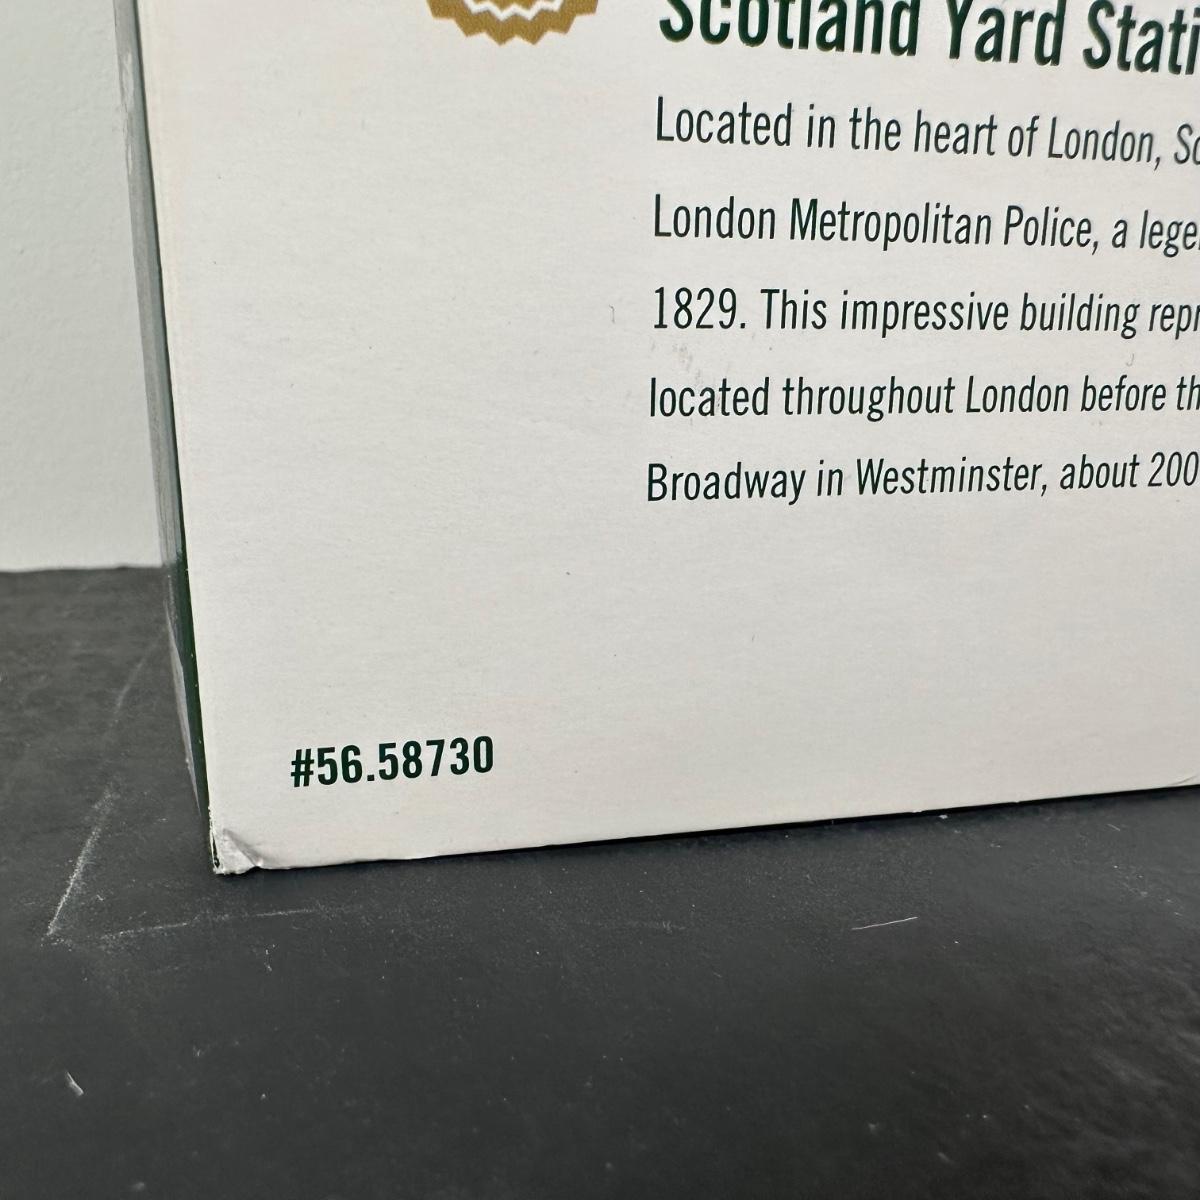 Scotland Yard Stati
Located in the heart of London, Sc
London Metropolitan Police, a lege
1829. This impressive building repr
located throughout London before th
Broadway in Westminster, about 200
#56.58730